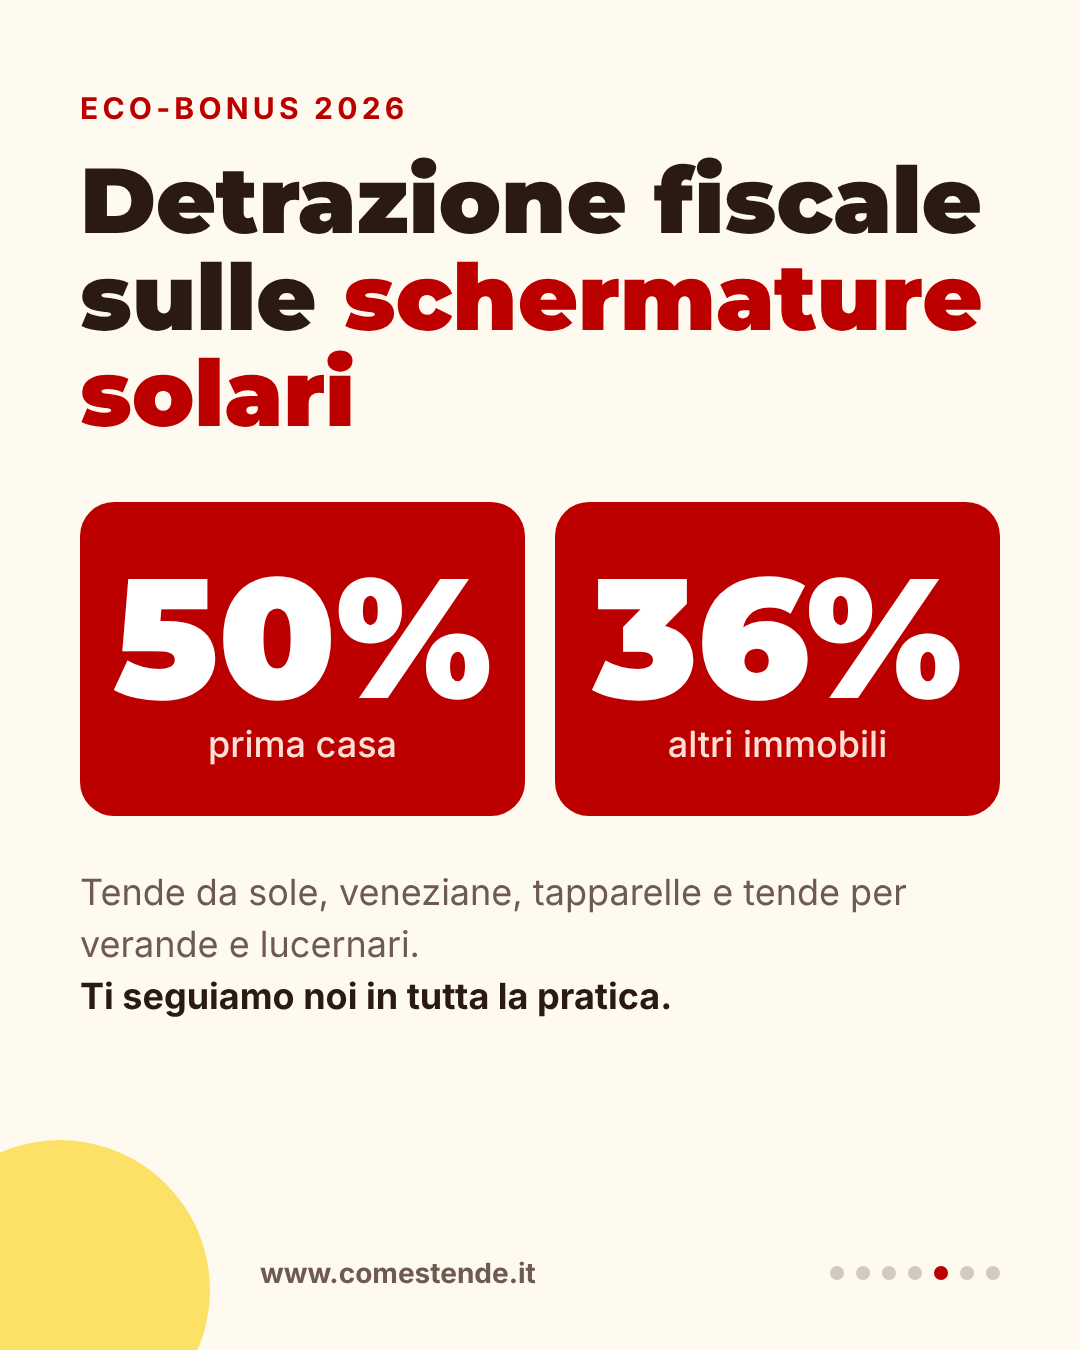 ECO-BONUS 2026
Detrazione fiscale
sulle schermature
solari
50%
prima casa
36%
altri immobili
Tende da sole, veneziane, tapparelle e tende per
verande e lucernari.
Ti seguiamo noi in tutta la pratica.
www.comestende.it